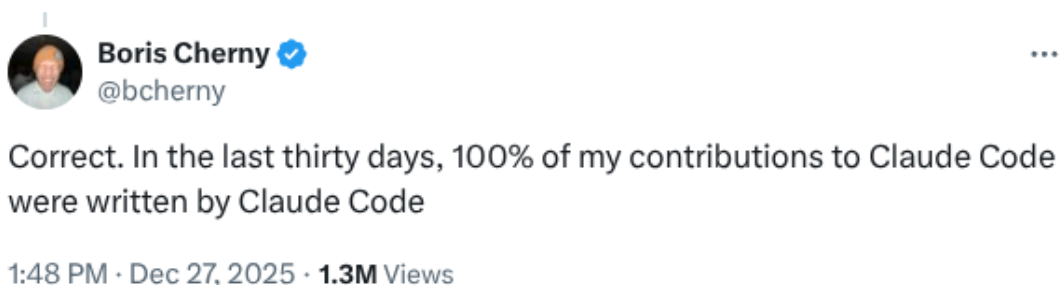 Boris Cherny
@bcherny
Correct. In the last thirty days, 100% of my contributions to Claude Code
were written by Claude Code
1:48 PM · Dec 27, 2025 · 1.3M Views